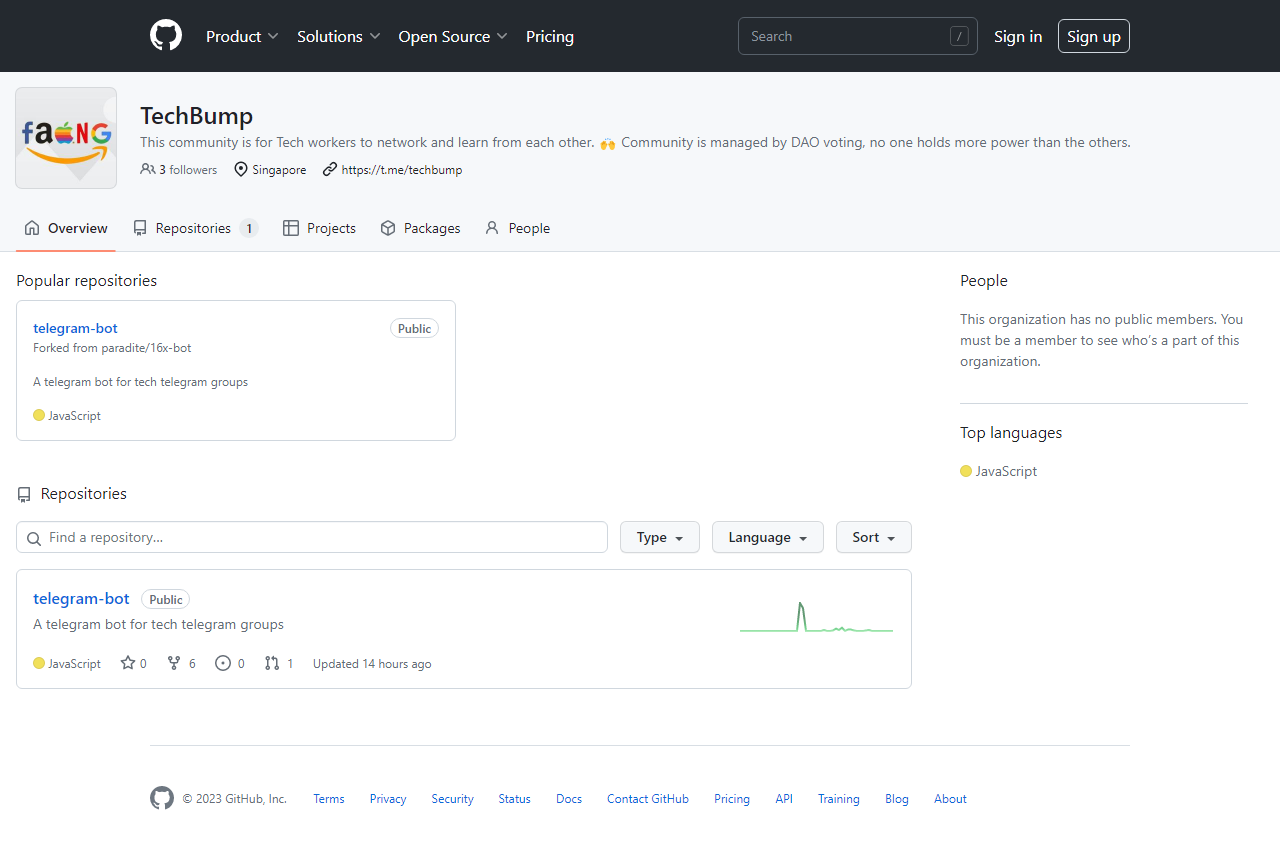 Product Solutions Open Source Pricing Search / Sign in Sign up
faANG
TechBump
This community is for Tech workers to network and learn from each other. 🙌 Community is managed by DAO voting, no one holds more power than the others.
3 followers Singapore https://t.me/techbump
Overview Repositories 1 Projects Packages People
Popular repositories
telegram-bot Public
Forked from paradite/16x-bot
A telegram bot for tech telegram groups
JavaScript
People
This organization has no public members. You
must be a member to see who's a part of this
organization.
Top languages
JavaScript
Repositories
Find a repository… Type Language Sort
telegram-bot Public
A telegram bot for tech telegram groups
JavaScript 0 6 0 1 Updated 14 hours ago
© 2023 GitHub, Inc. Terms Privacy Security Status Docs Contact GitHub Pricing API Training Blog About